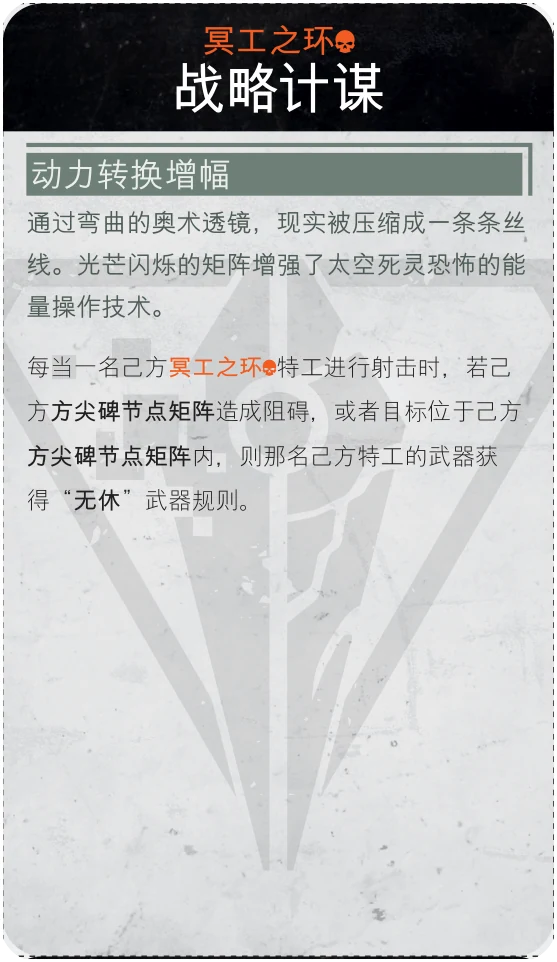 冥工之环
战略计谋
动力转换增幅
通过弯曲的奥术透镜，现实被压缩成一条条丝
线。光芒闪烁的矩阵增强了太空死灵恐怖的能
量操作技术。
每当一名己方冥工之环特工进行射击时，若己
方方尖碑节点矩阵造成阻碍，或者目标位于己方
方尖碑节点矩阵内，则那名己方特工的武器获
得“无休”武器规则。